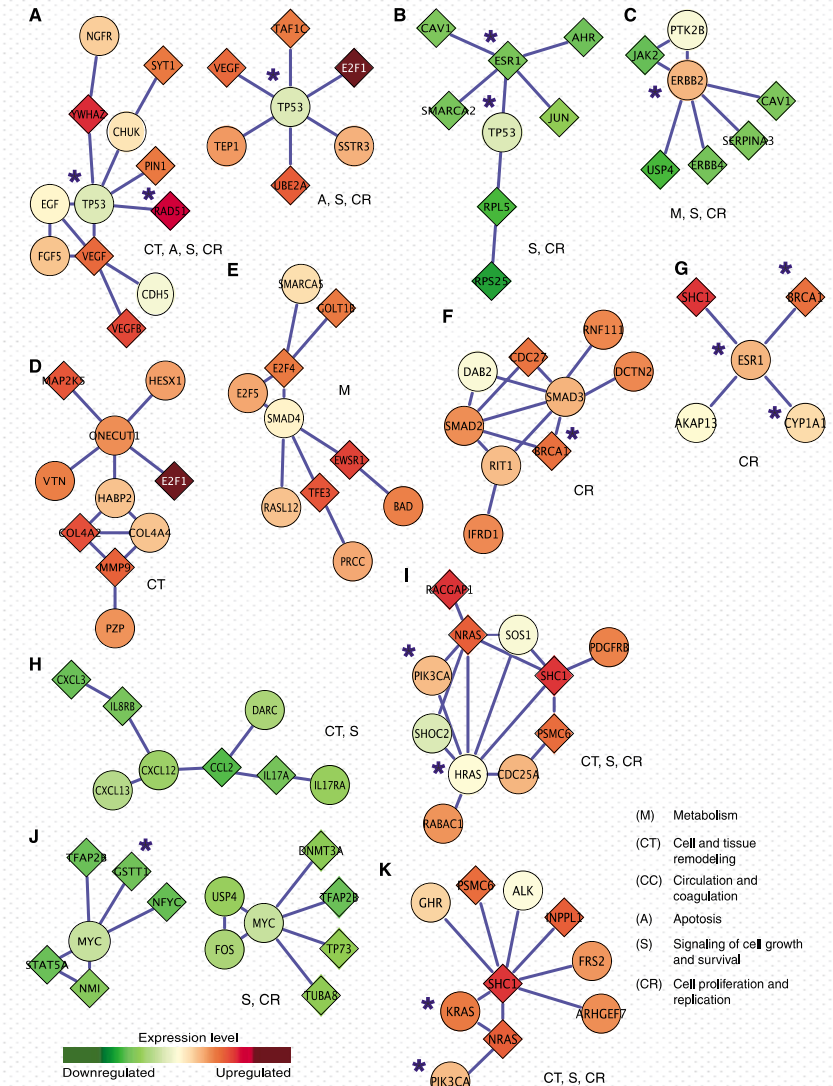 A
NGFR
SYT1
YWHAZ
CHUK
PIN1
*
TP53
*
RAD51
EGF
FGF5
VEGF
CDH5
VEGFB
CT, A, S, CR
TAF1C
VEGF
*
E2F1
TP53
TEP1
SSTR3
UBE2A
A, S, CR
B
CAV1
*
AHR
ESR1
SMARCA2
*
JUN
TP53
RPL5
S, CR
RPS25
C
PTK2B
JAK2
ERBB2
*
CAV1
SERPINA3
USP4
ERBB4
M, S, CR
D
MAP2K5
HESX1
ONECUT1
VTN
E2F1
HABP2
COL4A2
COL4A4
MMP9
CT
PZP
E
SMARCA5
GOLT1B
E2F4
M
E2F5
SMAD4
EWSR1
TFE3
RASL12
BAD
PRCC
F
RNF111
CDC27
DAB2
DCTN2
SMAD3
SMAD2
*
BRCA1
RIT1
CR
IFRD1
G
*
SHC1
BRCA1
*
ESR1
*
AKAP13
CYP1A1
CR
H
CXCL3
IL8RB
DARC
CT, S
CXCL12
CCL2
IL17A
CXCL13
IL17RA
I
RACGAP1
NRAS
SOS1
*
PDGFRB
PIK3CA
SHC1
SHOC2
PSMC6
*
HRAS
CDC25A
CT, S, CR
RABAC1
J
*
TFAP2B
GSTT1
NFYC
MYC
STAT5A
NMI
DNMT3A
USP4
TFAP2B
MYC
FOS
TP73
TUBA8
S, CR
K
PSMC6
ALK
GHR
INPPL1
FRS2
SHC1
*
KRAS
ARHGEF7
NRAS
*
PIK3CA
CT, S, CR
(M) Metabolism
(CT) Cell and tissue
remodeling
(CC) Circulation and
coagulation
(A) Apotosis
(S) Signaling of cell growth
and survival
(CR) Cell proliferation and
replication
Expression level
Downregulated Upregulated